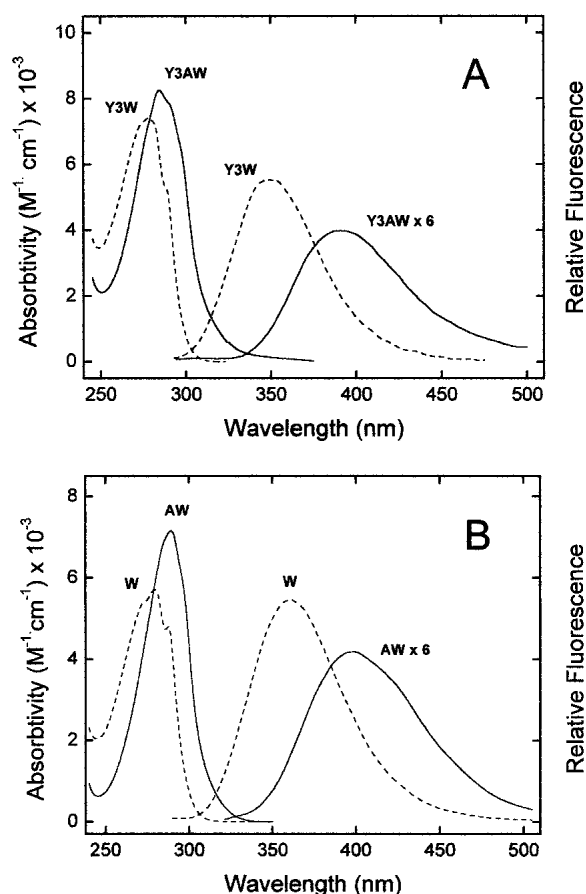 10
8
6
4
2
0
Absorbtivity (M⁻¹· cm⁻¹) x 10⁻³
A
Y3AW
Y3W
Y3W
Y3AW x 6
Relative Fluorescence
250 300 350 400 450 500
Wavelength (nm)
8
6
4
2
0
Absorbtivity (M⁻¹·cm⁻¹) x 10⁻³
B
AW
W
W
AW x 6
Relative Fluorescence
250 300 350 400 450 500
Wavelength (nm)